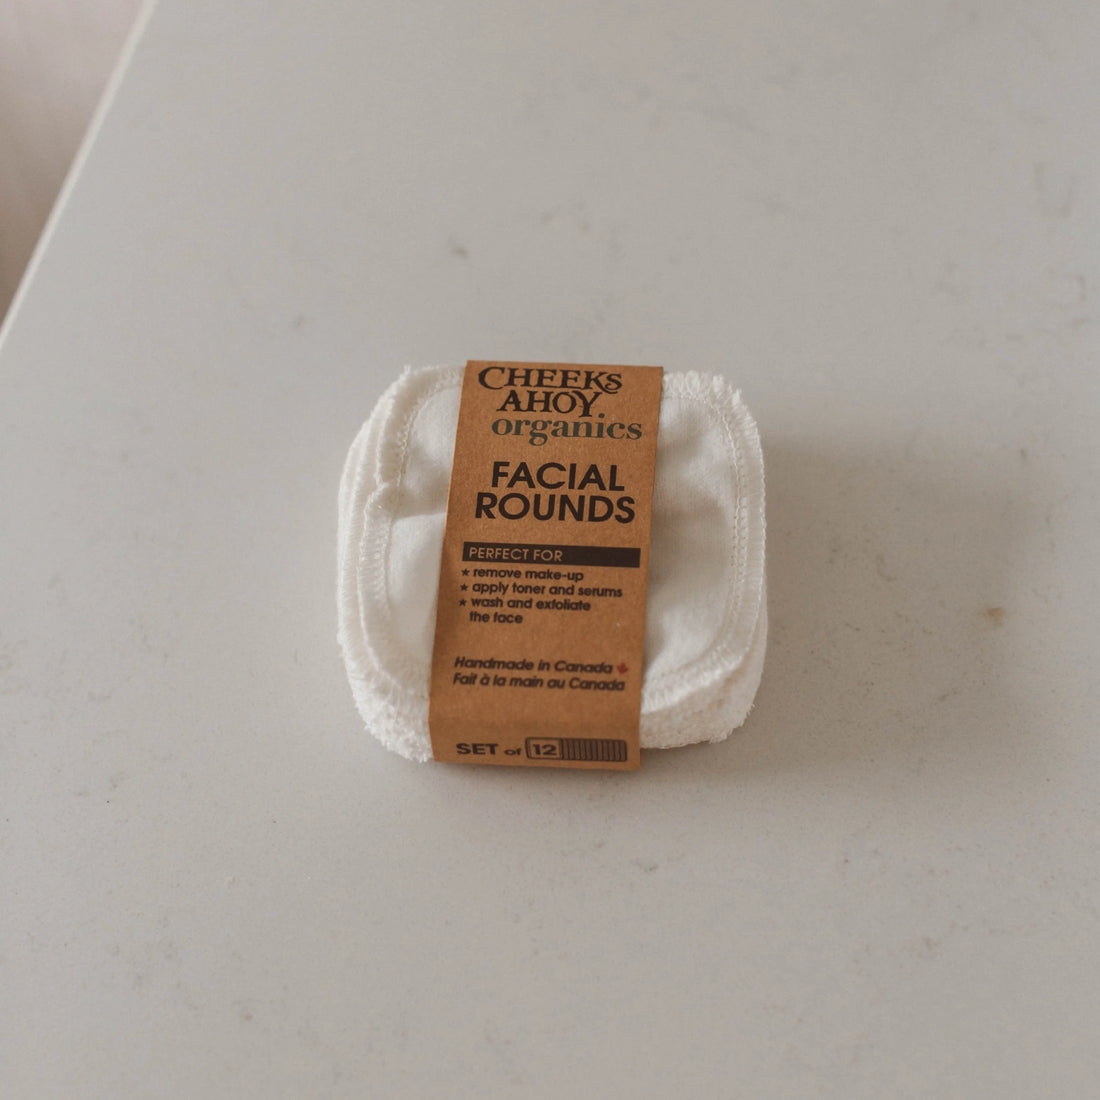 CHEEKS
AHOY
organics
FACIAL
ROUNDS
PERFECT FOR
★ remove make-up
★ apply toner and serums
★ wash and exfoliate
the face
Handmade in Canada
Fait à la main au Canada
SET of 12